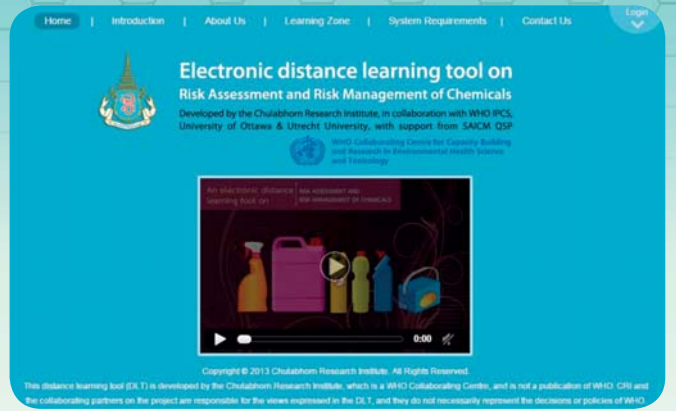 Home | Introduction | About Us | Learning Zone | System Requirements | Contact Us
Login
Electronic distance learning tool on
Risk Assessment and Risk Management of Chemicals
Developed by the Chulabhorn Research Institute, in collaboration with WHO IPCS,
University of Ottawa & Utrecht University, with support from SAICM QSP
WHO Collaborating Centre for Capacity Building
and Research in Environmental Health Science
and Toxicology
An electronic distance
learning tool on
RISK ASSESSMENT AND
RISK MANAGEMENT OF CHEMICALS
0:00
Copyright © 2013 Chulabhorn Research Institute. All Rights Reserved.
This distance learning tool (DLT) is developed by the Chulabhorn Research Institute, which is a WHO Collaborating Centre, and is not a publication of WHO. CRI and
the collaborating partners on the project are responsible for the views expressed in the DLT, and they do not necessarily represent the decisions or policies of WHO.